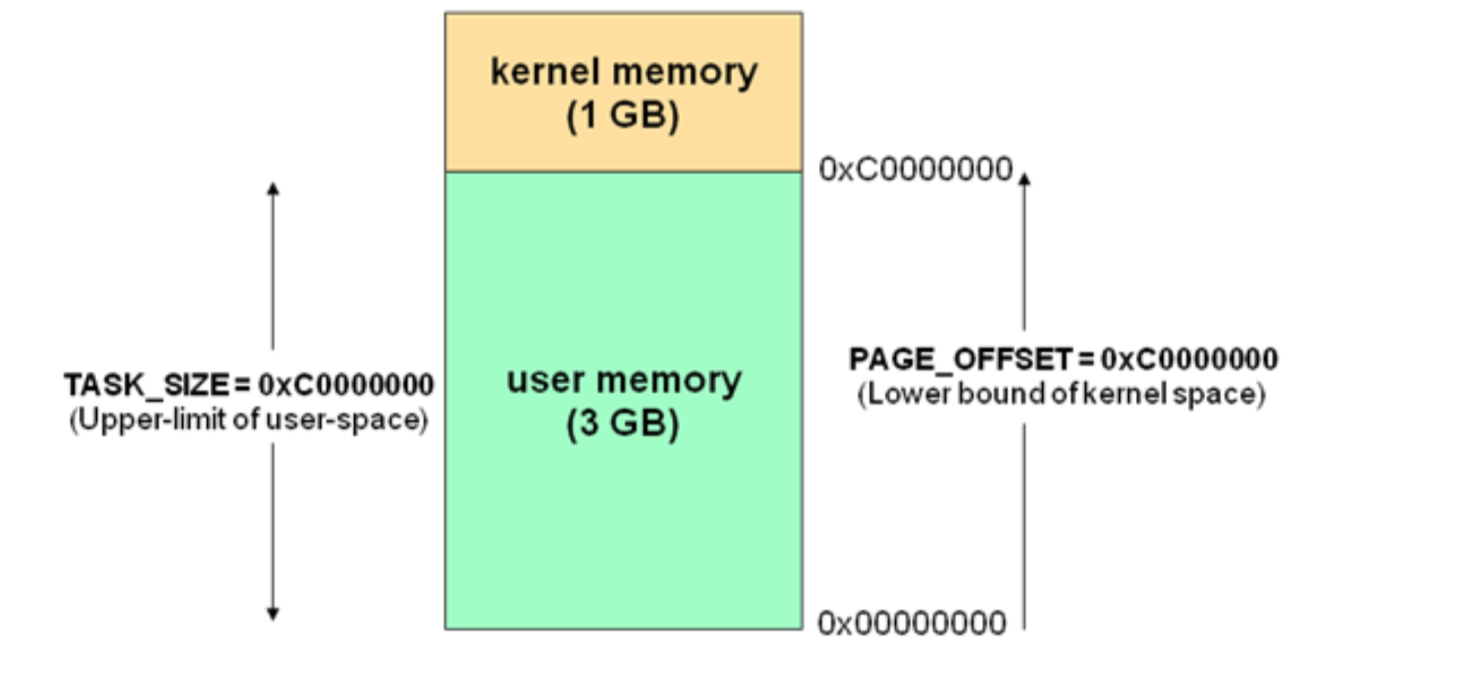 kernel memory
(1 GB)
0xC0000000
TASK_SIZE = 0xC0000000
(Upper-limit of user-space)
user memory
(3 GB)
PAGE_OFFSET = 0xC0000000
(Lower bound of kernel space)
0x00000000